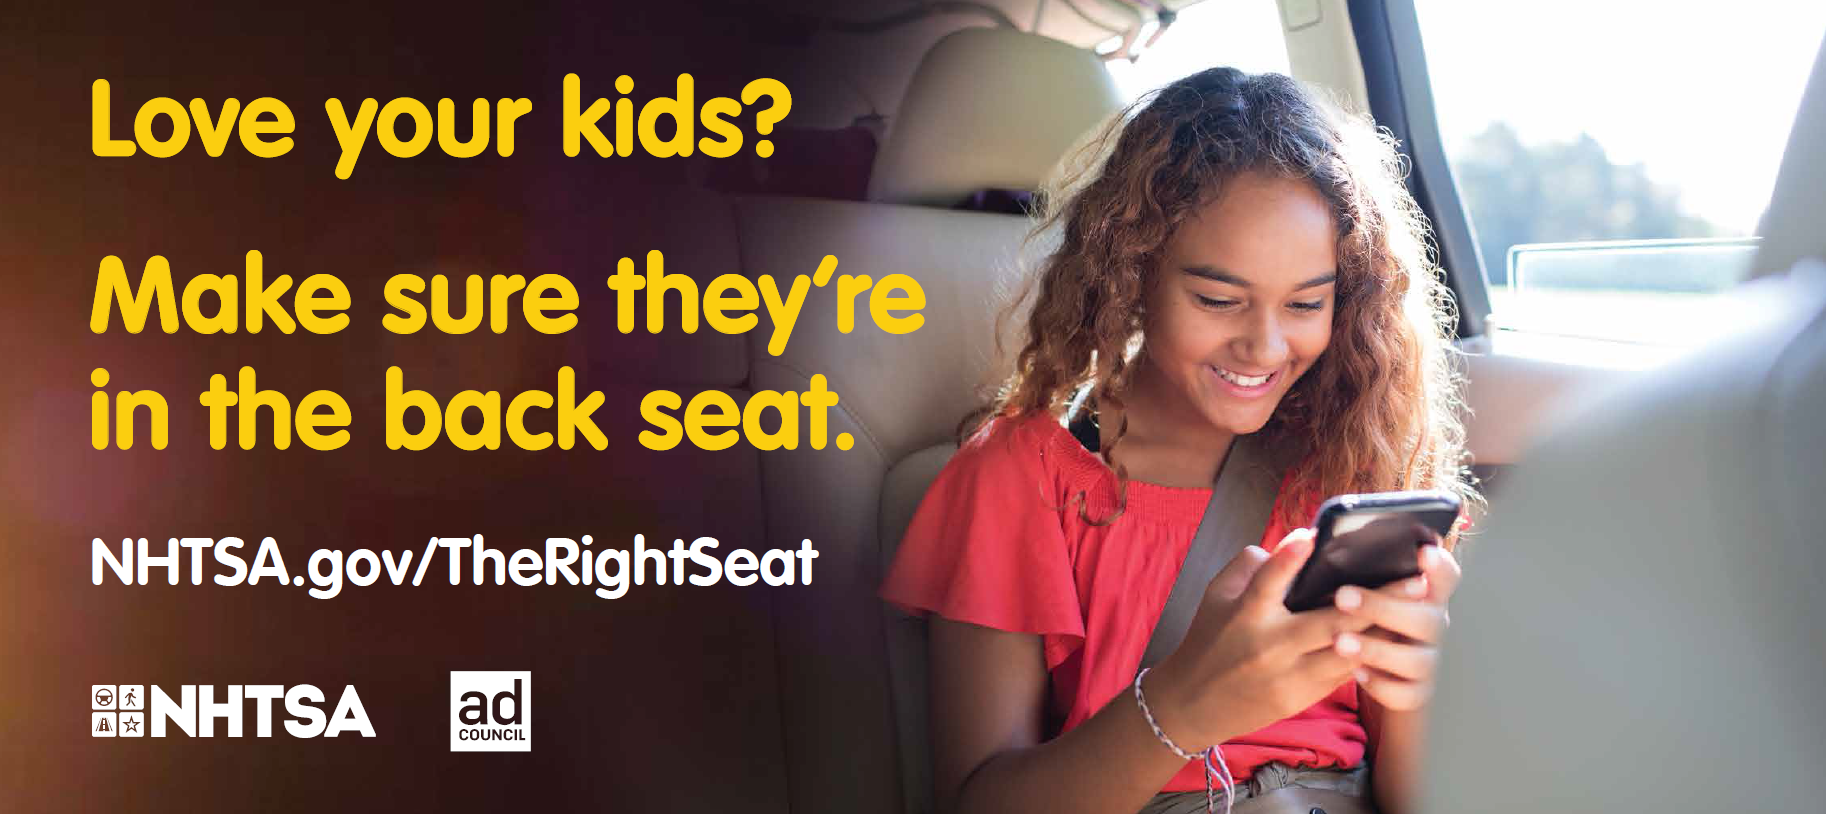 Love your kids?
Make sure they're
in the back seat.
NHTSA.gov/TheRightSeat
NHTSA
ad
COUNCIL